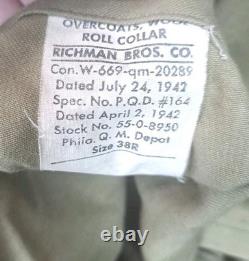 OVERCOATS, WOOL
ROLL COLLAR
RICHMAN BROS. CO.
Con. W-669-qm-20289
Dated July 24, 1942
Spec. No. P.Q.D. #164
Dated April 2, 1942
Stock No. 55-O-8950
Phila. Q. M. Depot
Size 38R